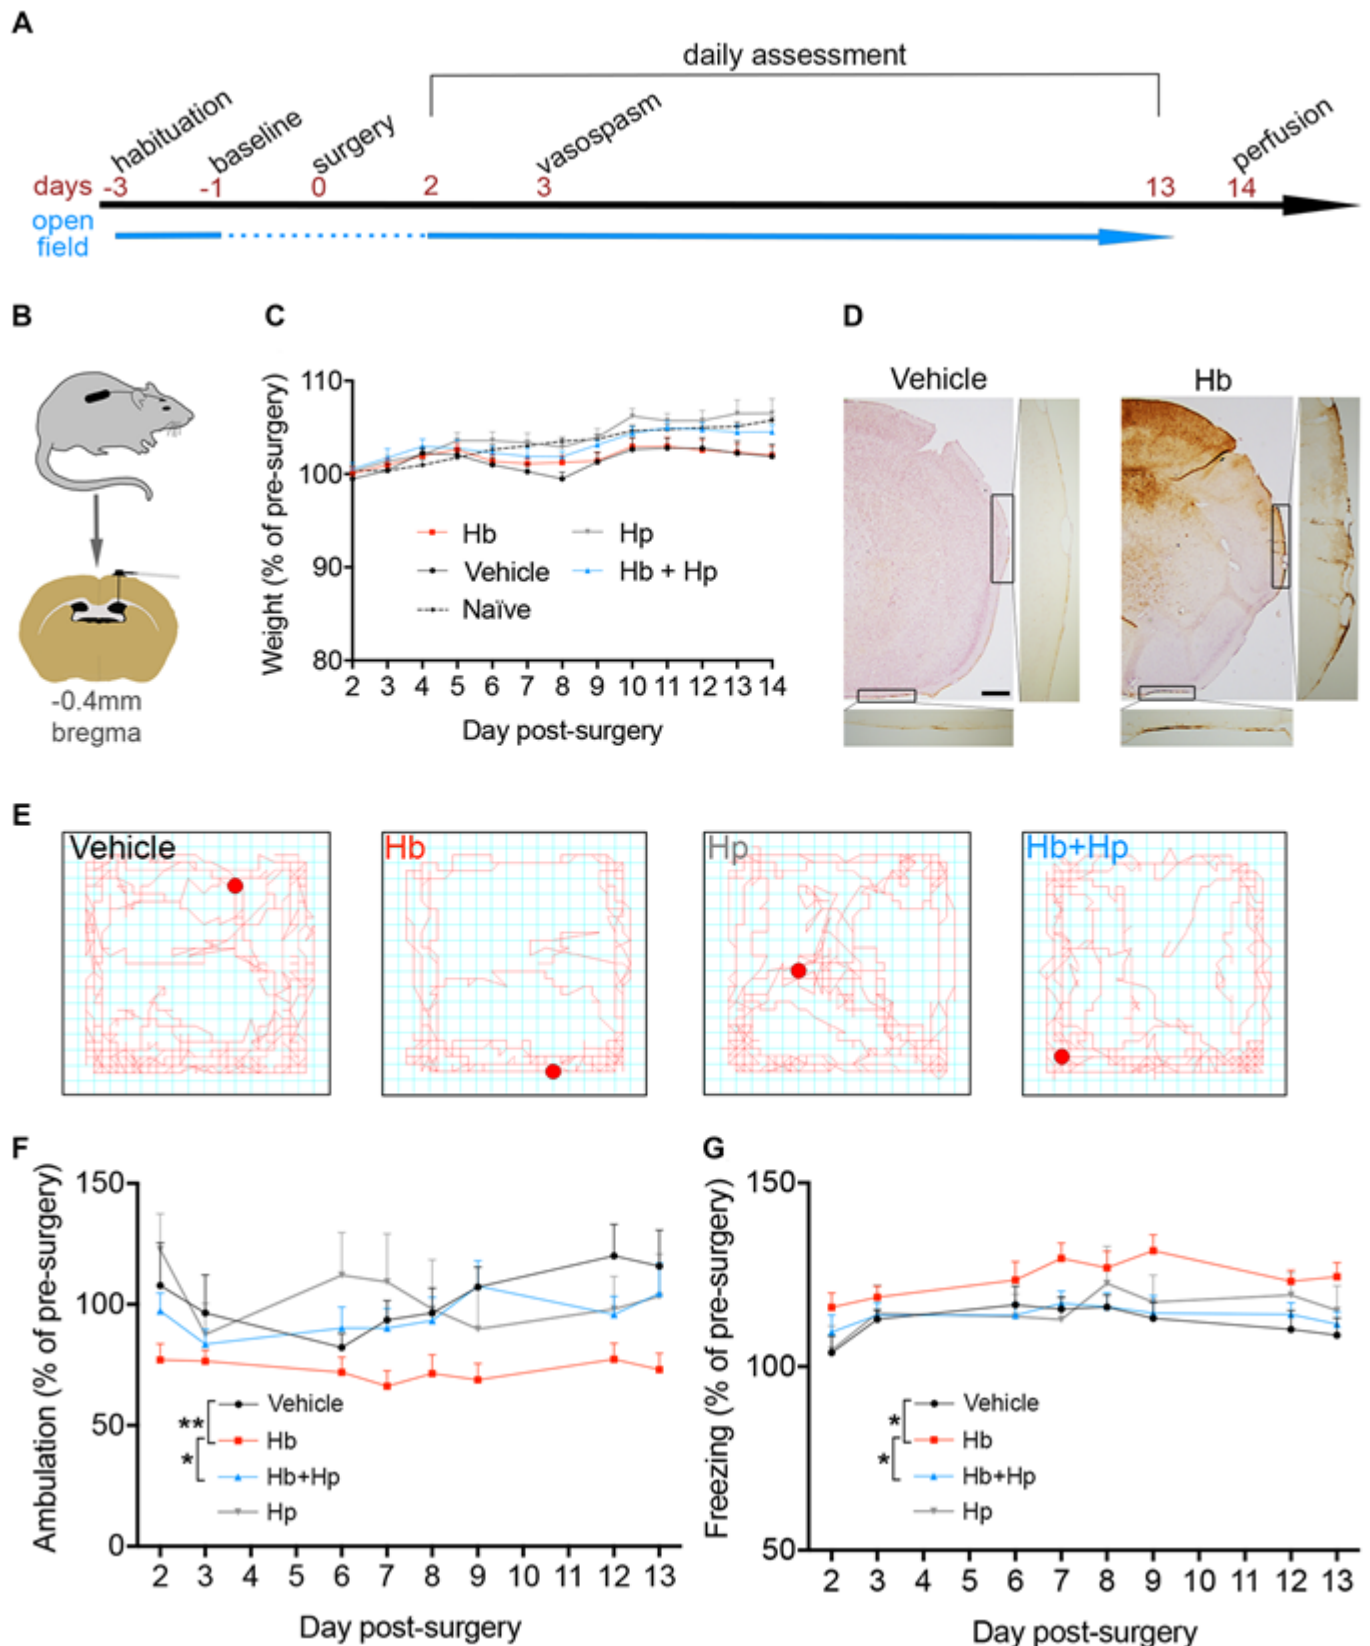 A
daily assessment
habituation
baseline
surgery
vasospasm
perfusion
days -3 -1 0 2 3 13 14
open
field
B
C
D
110
100
90
80
Weight (% of pre-surgery)
Hb
Vehicle
Naïve
Hp
Hb + Hp
2 3 4 5 6 7 8 9 10 11 12 13 14
Day post-surgery
-0.4mm
bregma
Vehicle
Hb
E
Vehicle
Hb
Hp
Hb+Hp
F
150
100
50
0
Ambulation (% of pre-surgery)
** Vehicle
* Hb
Hb+Hp
Hp
2 3 4 5 6 7 8 9 10 11 12 13
Day post-surgery
G
150
100
50
Freezing (% of pre-surgery)
* Vehicle
* Hb
Hb+Hp
Hp
2 3 4 5 6 7 8 9 10 11 12 13
Day post-surgery